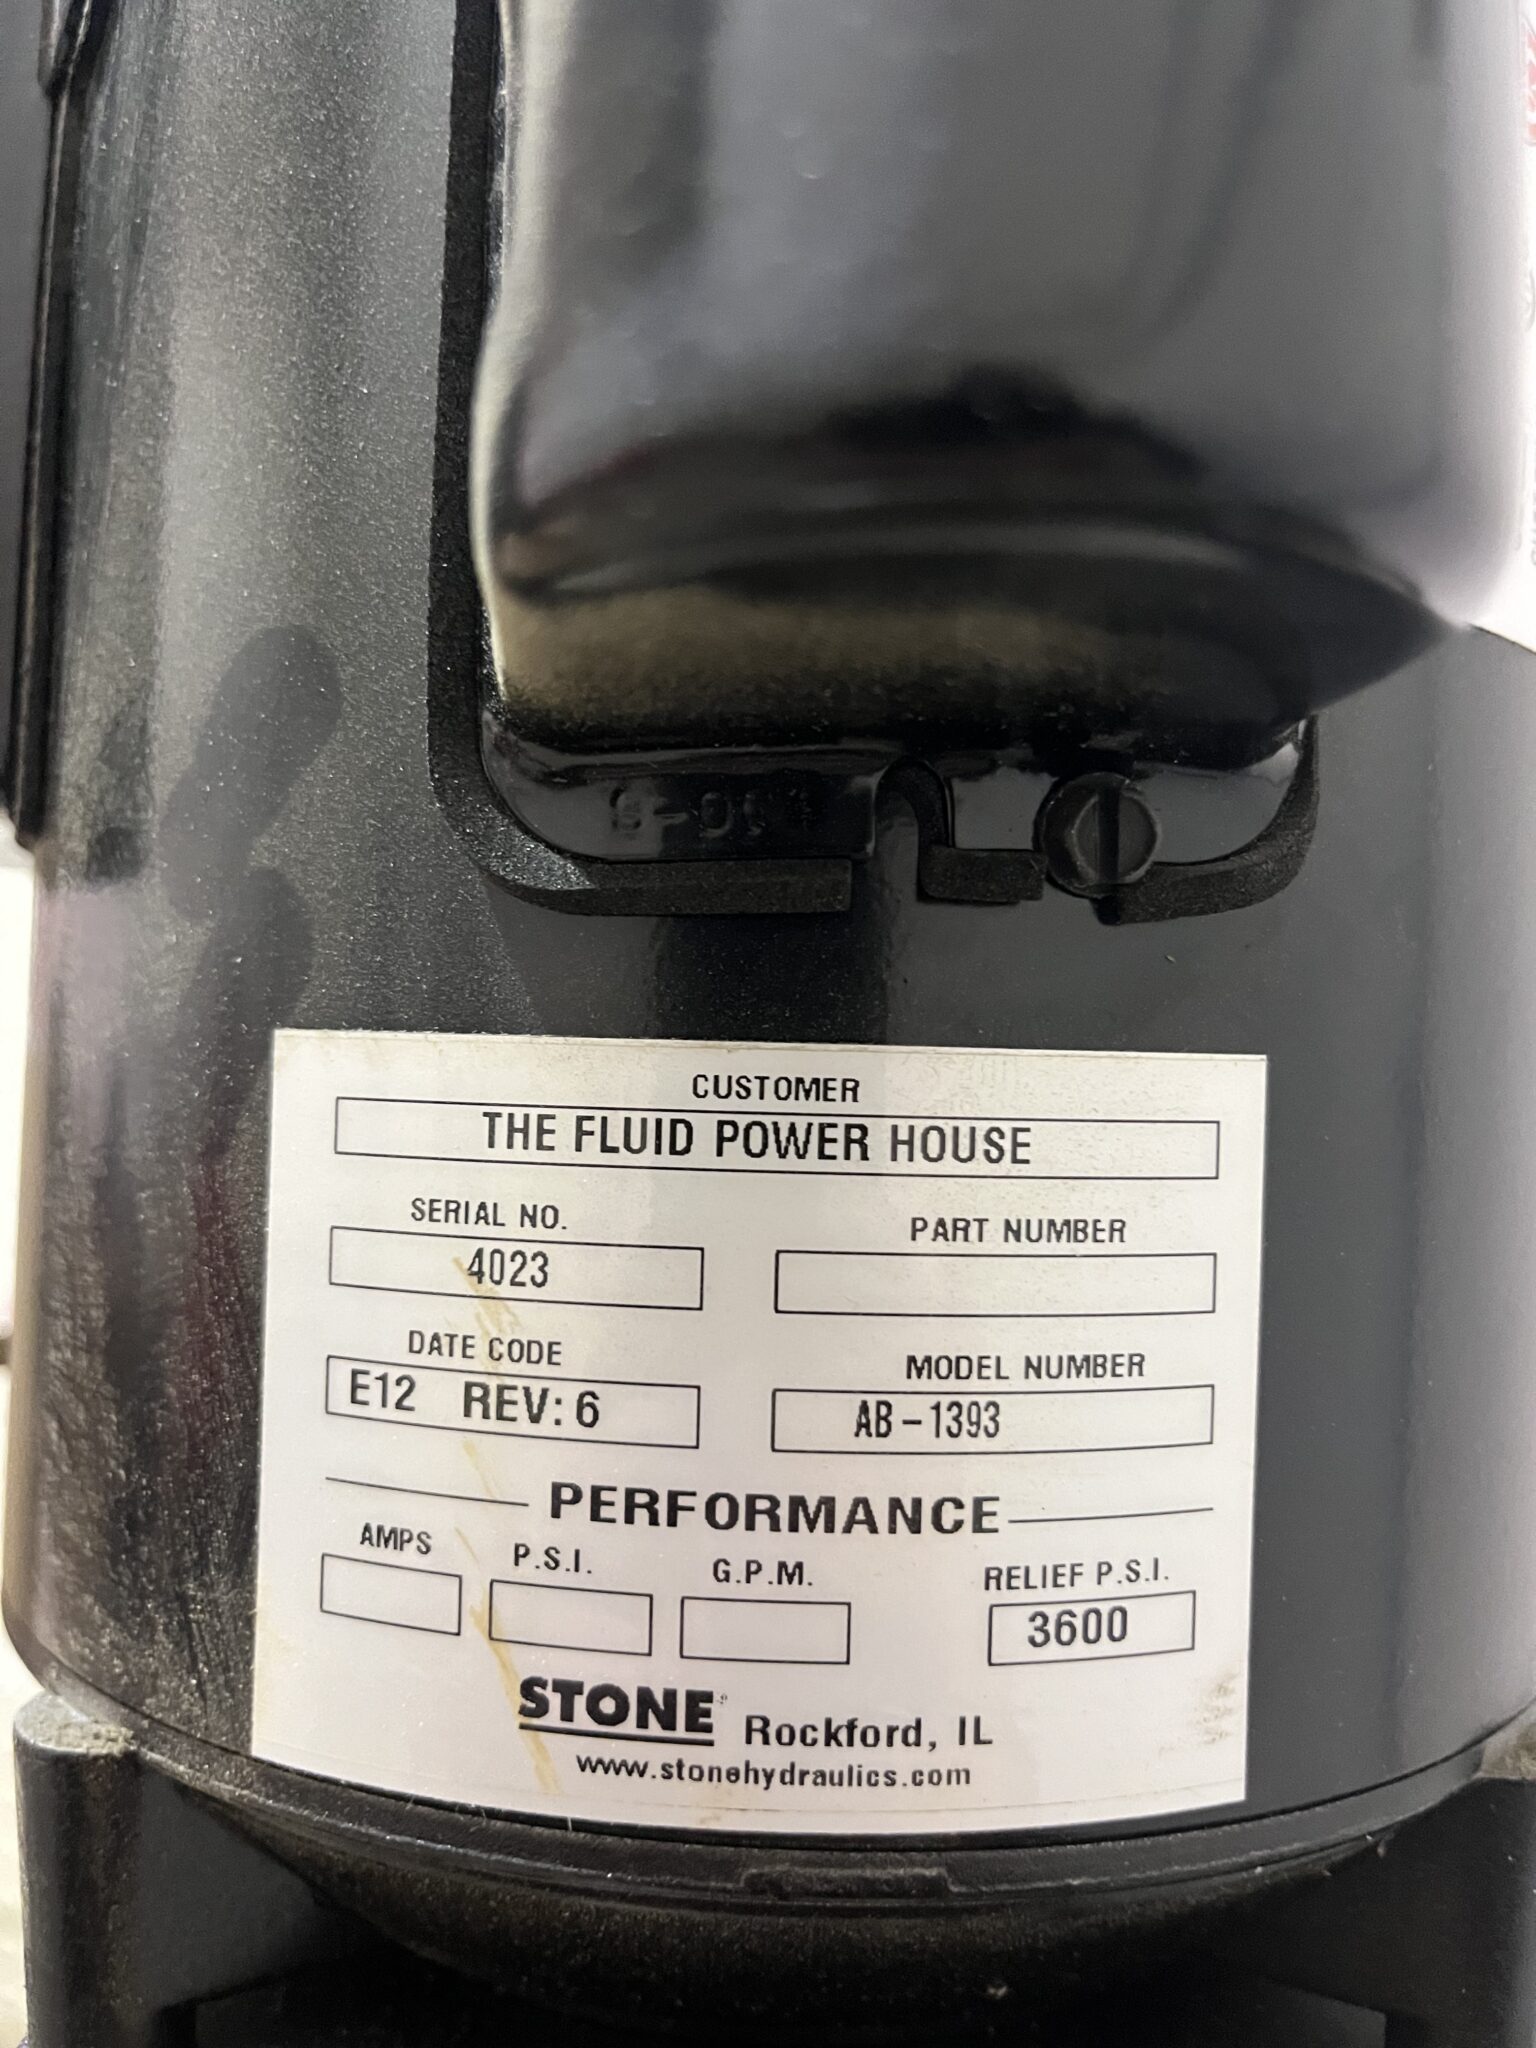 CUSTOMER
THE FLUID POWER HOUSE
SERIAL NO. PART NUMBER
4023
DATE CODE MODEL NUMBER
E12 REV: 6 AB-1393
PERFORMANCE
AMPS P.S.I. G.P.M. RELIEF P.S.I.
3600
STONE® Rockford, IL
www.stonehydraulics.com